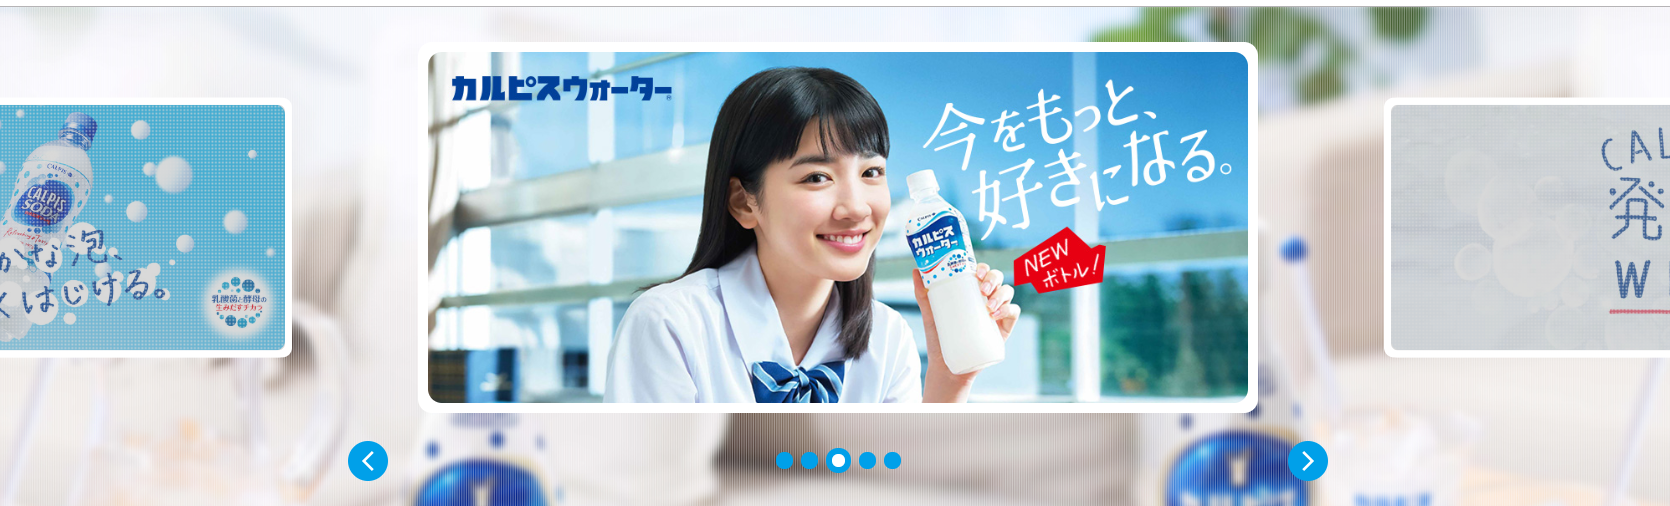 CALPIS
CALPIS
SODA
かな泡、
くはじける。
乳酸菌と酵母の
生みだすチカラ
カルピスウォーター
今をもっと、
好きになる。
CALPIS
カルピス
ウォーター
NEW
ボトル!
CAL
発
W